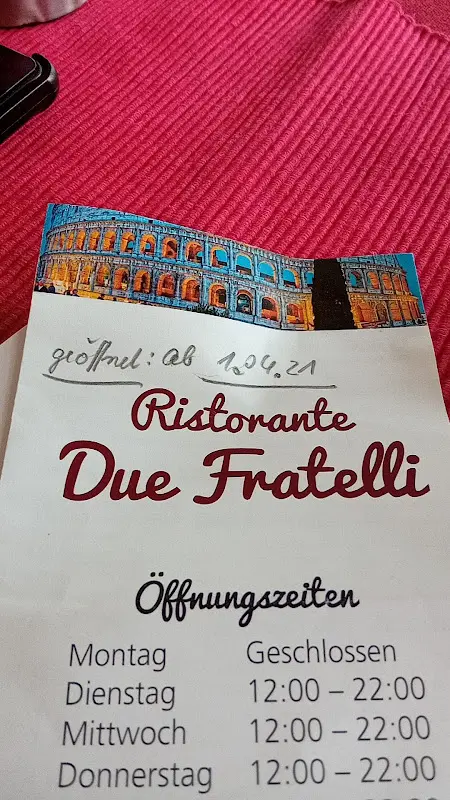 geöffnet: ab 1.04.21
Ristorante
Due Fratelli
Öffnungszeiten
Montag Geschlossen
Dienstag 12:00 – 22:00
Mittwoch 12:00 – 22:00
Donnerstag 12:00 – 22:00